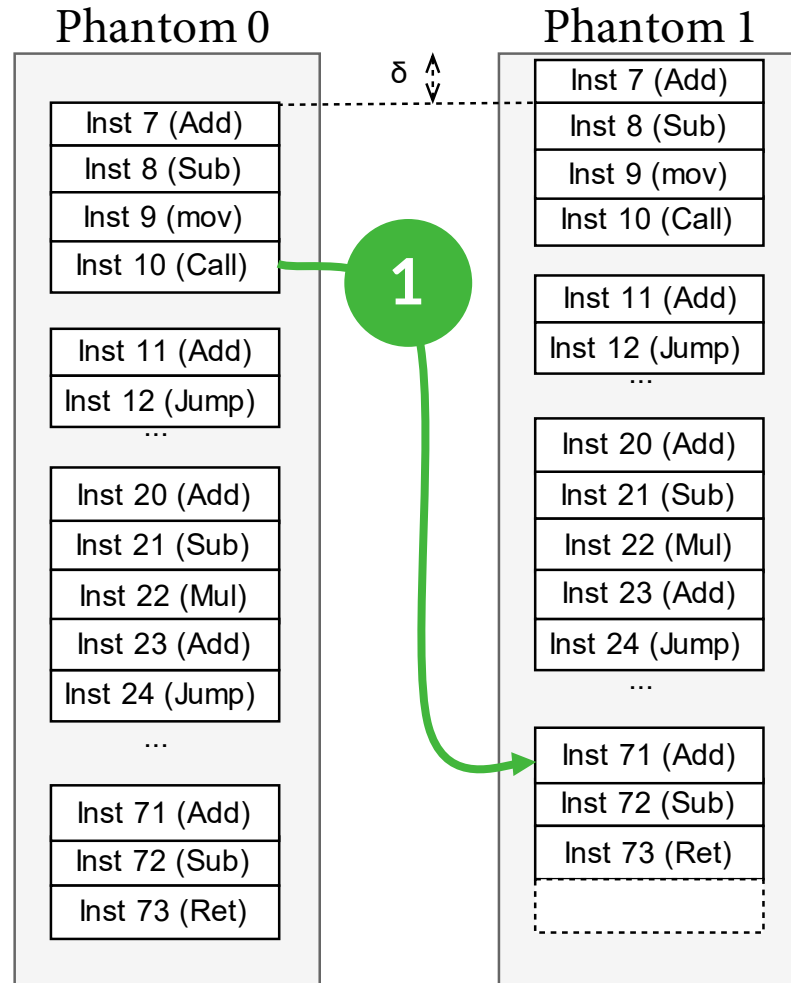 Phantom 0
Inst 7 (Add)
Inst 8 (Sub)
Inst 9 (mov)
Inst 10 (Call)
Inst 11 (Add)
Inst 12 (Jump)
...
Inst 20 (Add)
Inst 21 (Sub)
Inst 22 (Mul)
Inst 23 (Add)
Inst 24 (Jump)
...
Inst 71 (Add)
Inst 72 (Sub)
Inst 73 (Ret)
δ
1
Phantom 1
Inst 7 (Add)
Inst 8 (Sub)
Inst 9 (mov)
Inst 10 (Call)
Inst 11 (Add)
Inst 12 (Jump)
...
Inst 20 (Add)
Inst 21 (Sub)
Inst 22 (Mul)
Inst 23 (Add)
Inst 24 (Jump)
...
Inst 71 (Add)
Inst 72 (Sub)
Inst 73 (Ret)